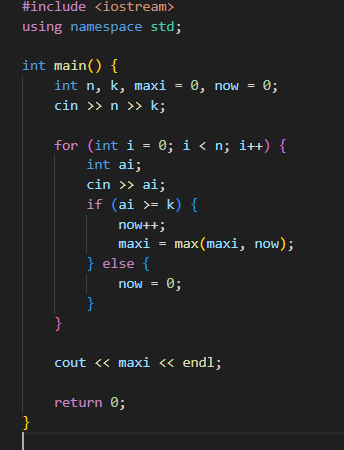 #include <iostream>
using namespace std;
int main() {
    int n, k, maxi = 0, now = 0;
    cin >> n >> k;
    for (int i = 0; i < n; i++) {
        int ai;
        cin >> ai;
        if (ai >= k) {
            now++;
            maxi = max(maxi, now);
        } else {
            now = 0;
        }
    }
    cout << maxi << endl;
    return 0;
}